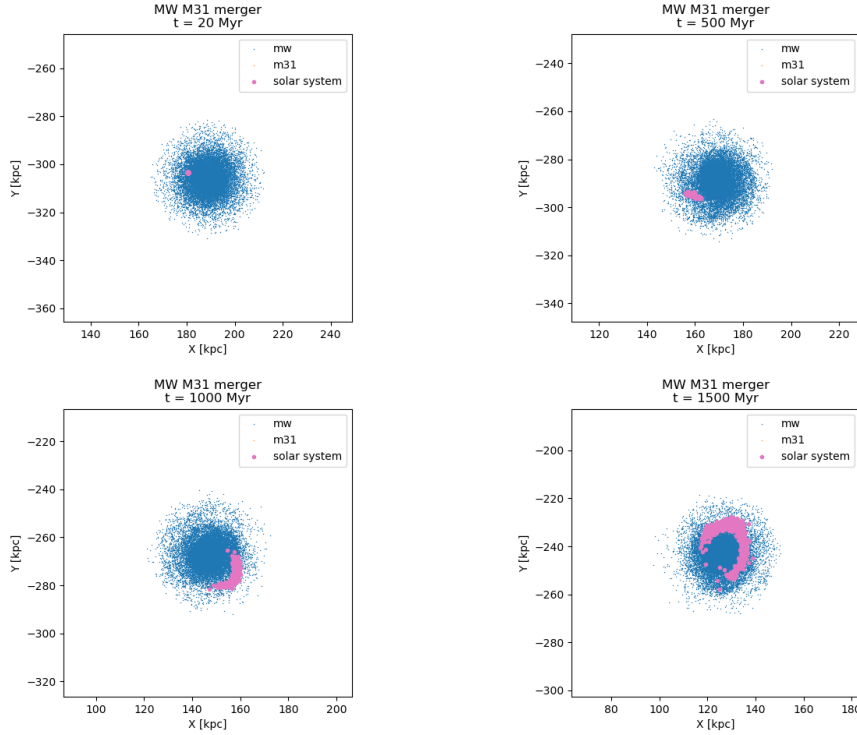 MW M31 merger
t = 20 Myr
mw
m31
solar system
−260
−280
−300
−320
−340
−360
Y [kpc]
140 160 180 200 220 240
X [kpc]
MW M31 merger
t = 500 Myr
mw
m31
solar system
−240
−260
−280
−300
−320
−340
Y [kpc]
120 140 160 180 200 220
X [kpc]
MW M31 merger
t = 1000 Myr
mw
m31
solar system
−220
−240
−260
−280
−300
−320
Y [kpc]
100 120 140 160 180 200
X [kpc]
MW M31 merger
t = 1500 Myr
mw
m31
solar system
−200
−220
−240
−260
−280
−300
Y [kpc]
80 100 120 140 160
X [kpc]